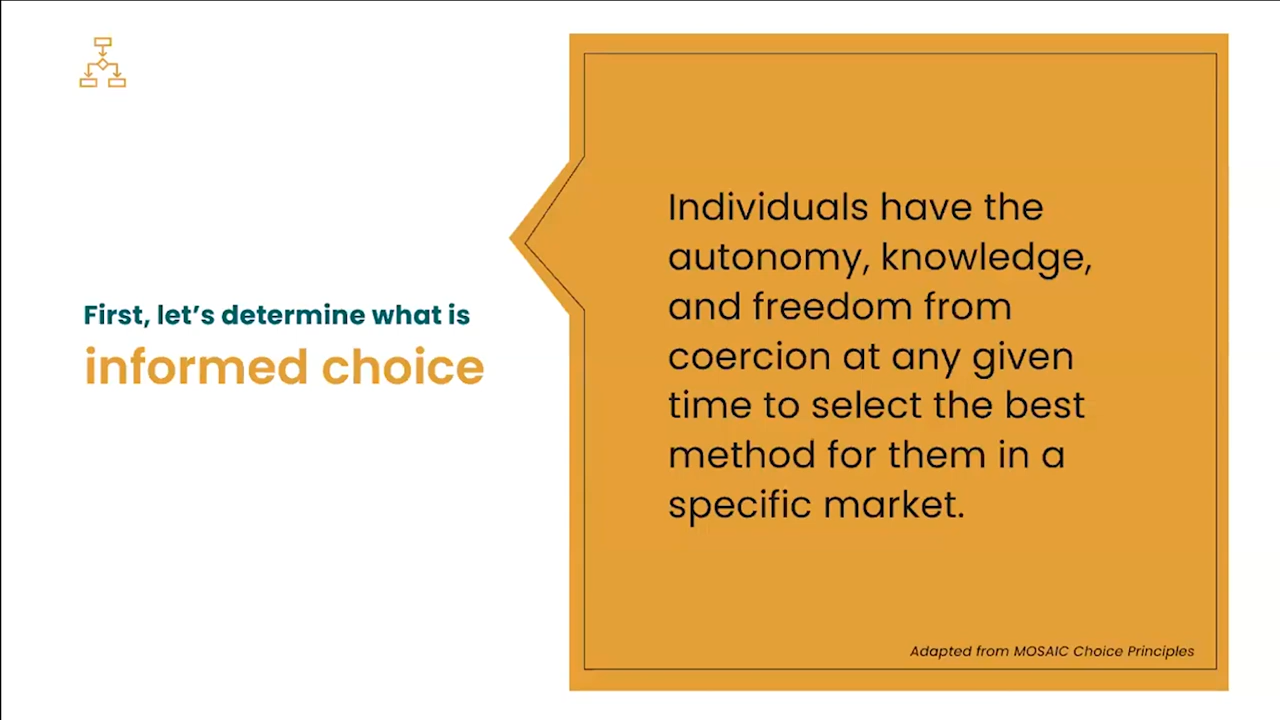 First, let's determine what is
informed choice
Individuals have the
autonomy, knowledge,
and freedom from
coercion at any given
time to select the best
method for them in a
specific market.
Adapted from MOSAIC Choice Principles